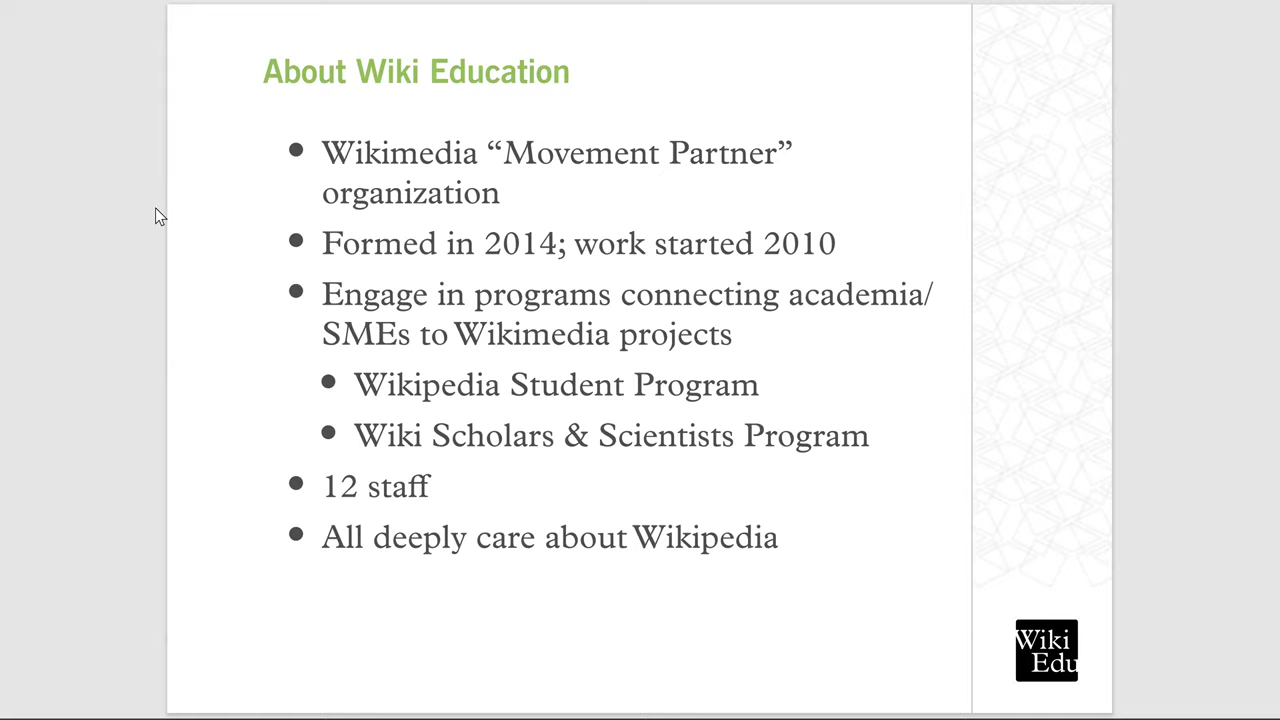 About Wiki Education
Wikimedia “Movement Partner”
organization
Formed in 2014; work started 2010
Engage in programs connecting academia/
SMEs to Wikimedia projects
Wikipedia Student Program
Wiki Scholars & Scientists Program
12 staff
All deeply care about Wikipedia
Wiki
Edu